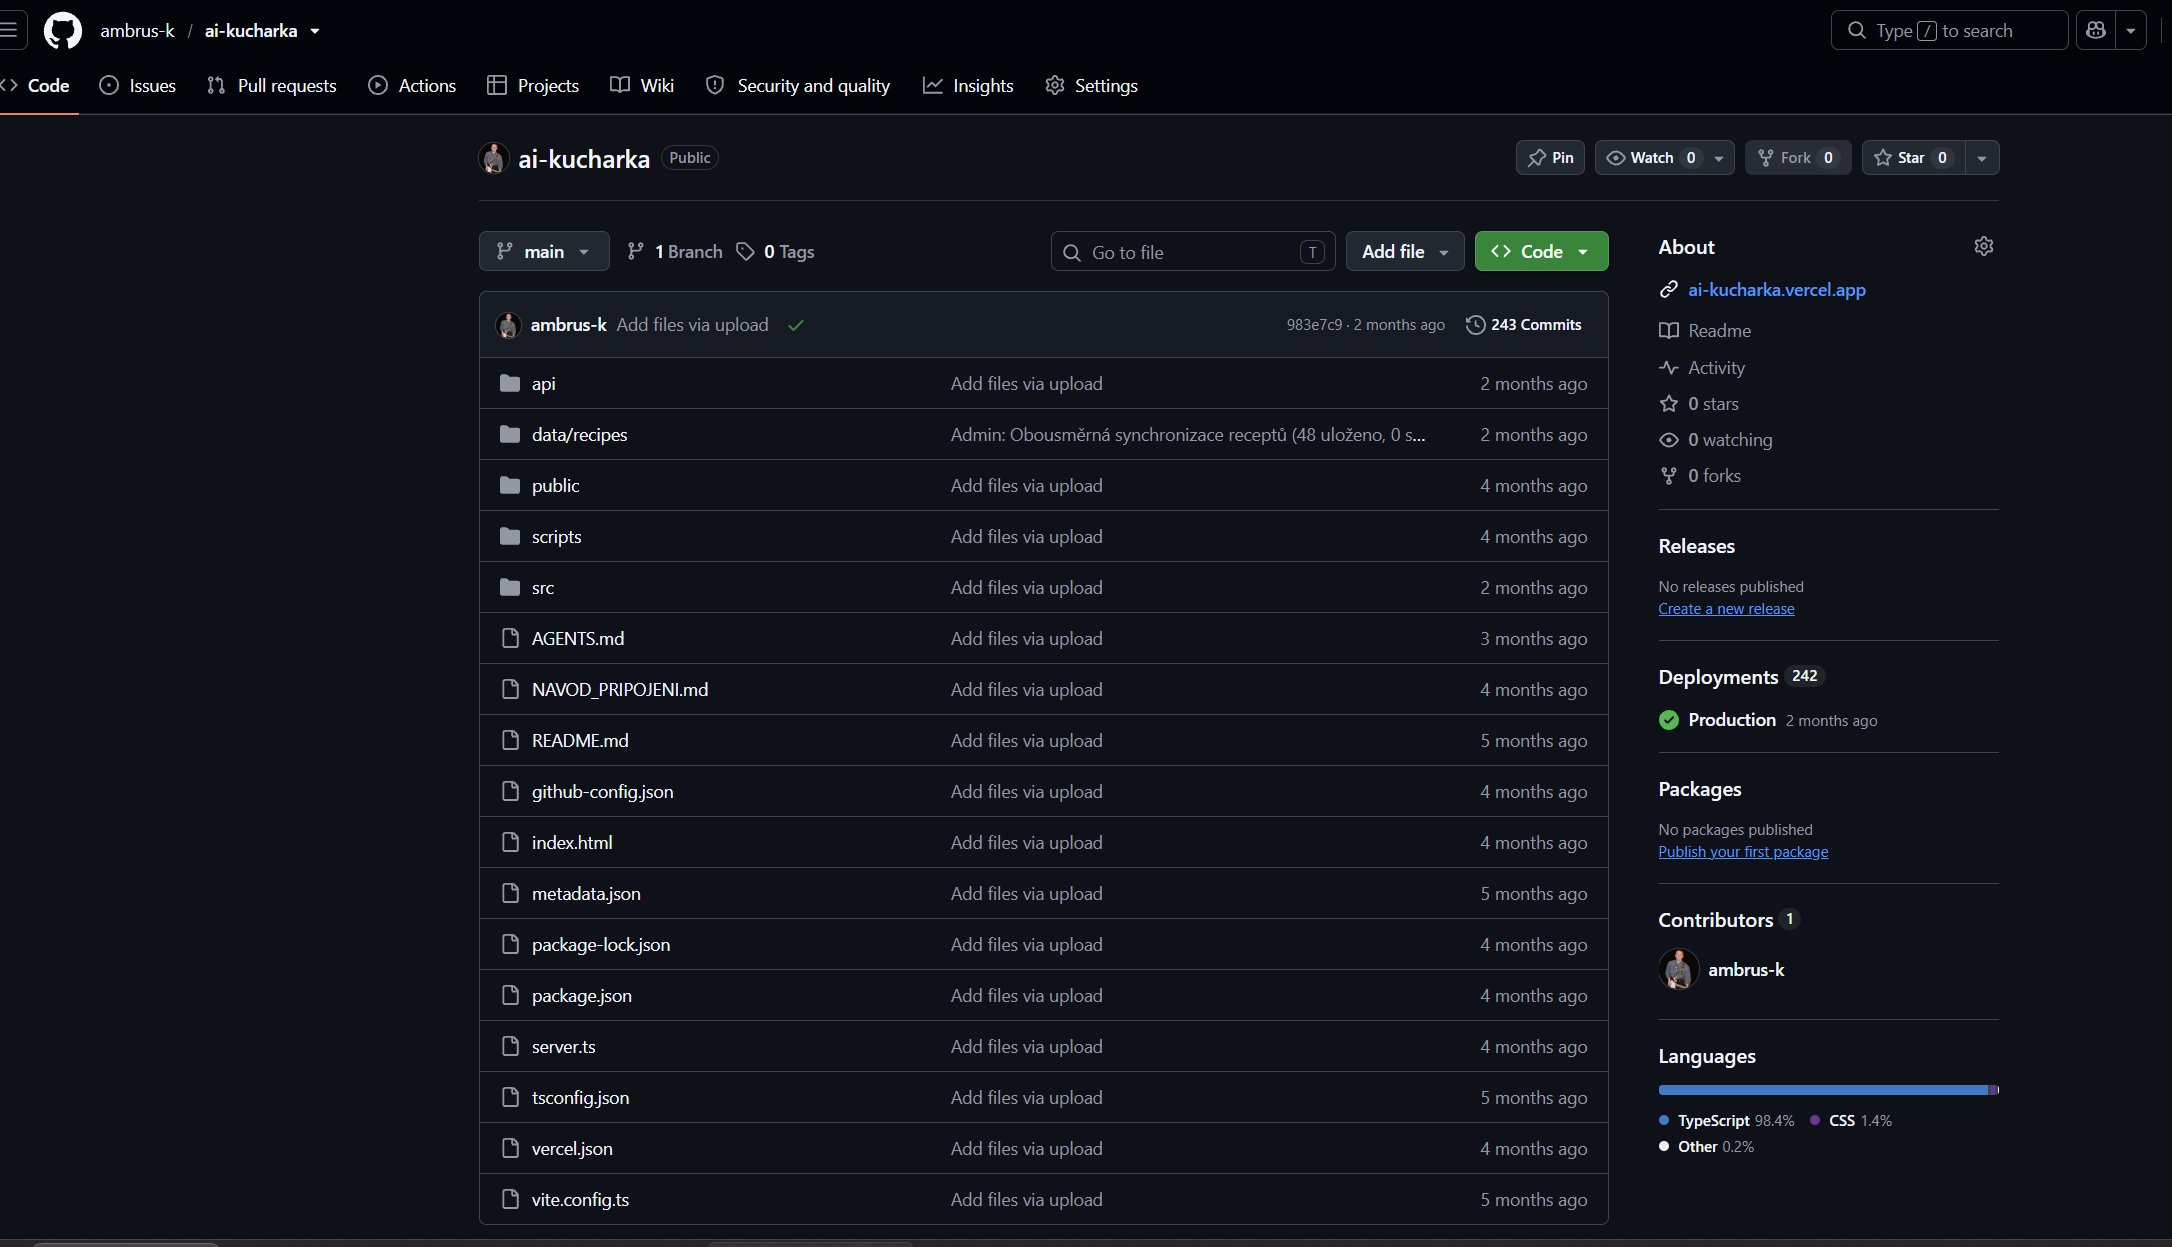 ambrus-k / ai-kucharka
Type / to search
Code Issues Pull requests Actions Projects Wiki Security and quality Insights Settings
ai-kucharka Public
Pin Watch 0 Fork 0 Star 0
main 1 Branch 0 Tags Go to file T Add file Code
ambrus-k Add files via upload 983e7c9 · 2 months ago 243 Commits
api Add files via upload 2 months ago
data/recipes Admin: Obousměrná synchronizace receptů (48 uloženo, 0 s... 2 months ago
public Add files via upload 4 months ago
scripts Add files via upload 4 months ago
src Add files via upload 2 months ago
AGENTS.md Add files via upload 3 months ago
NAVOD_PRIPOJENI.md Add files via upload 4 months ago
README.md Add files via upload 5 months ago
github-config.json Add files via upload 4 months ago
index.html Add files via upload 4 months ago
metadata.json Add files via upload 5 months ago
package-lock.json Add files via upload 4 months ago
package.json Add files via upload 4 months ago
server.ts Add files via upload 4 months ago
tsconfig.json Add files via upload 5 months ago
vercel.json Add files via upload 4 months ago
vite.config.ts Add files via upload 5 months ago
About
ai-kucharka.vercel.app
Readme
Activity
0 stars
0 watching
0 forks
Releases
No releases published
Create a new release
Deployments 242
Production 2 months ago
Packages
No packages published
Publish your first package
Contributors 1
ambrus-k
Languages
TypeScript 98.4% CSS 1.4%
Other 0.2%